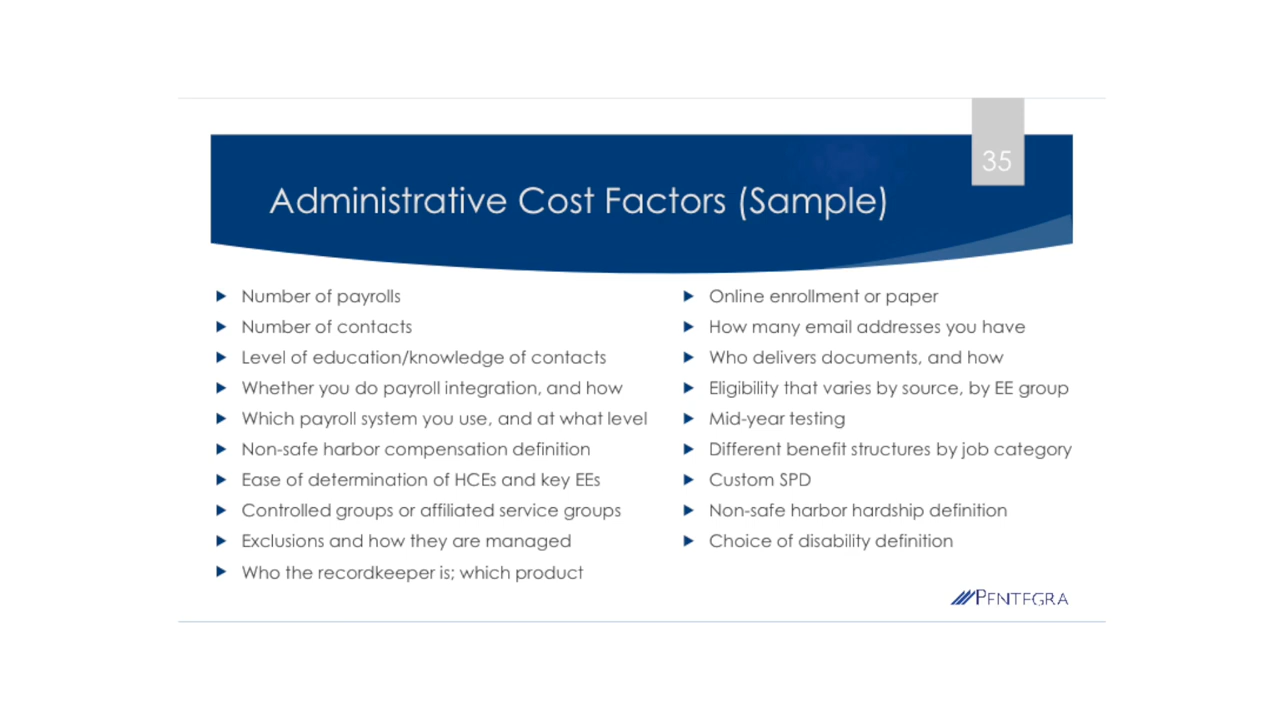 35
Administrative Cost Factors (Sample)
Number of payrolls
Number of contacts
Level of education/knowledge of contacts
Whether you do payroll integration, and how
Which payroll system you use, and at what level
Non-safe harbor compensation definition
Ease of determination of HCEs and key EEs
Controlled groups or affiliated service groups
Exclusions and how they are managed
Who the recordkeeper is; which product
Online enrollment or paper
How many email addresses you have
Who delivers documents, and how
Eligibility that varies by source, by EE group
Mid-year testing
Different benefit structures by job category
Custom SPD
Non-safe harbor hardship definition
Choice of disability definition
PENTEGRA